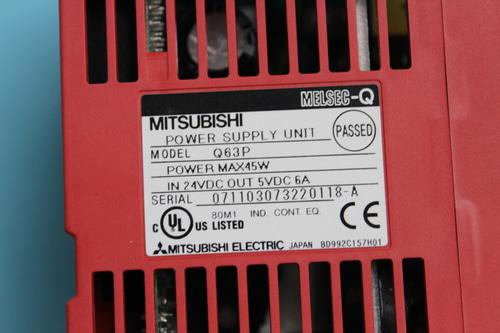 MELSEC-Q
MITSUBISHI
POWER SUPPLY UNIT
PASSED
MODEL Q63P
POWER MAX45W
IN 24VDC OUT 5VDC 6A
SERIAL 071103073220118-A
C UL US LISTED
80M1 IND. CONT. EQ.
CE
MITSUBISHI ELECTRIC JAPAN BD992C157H01